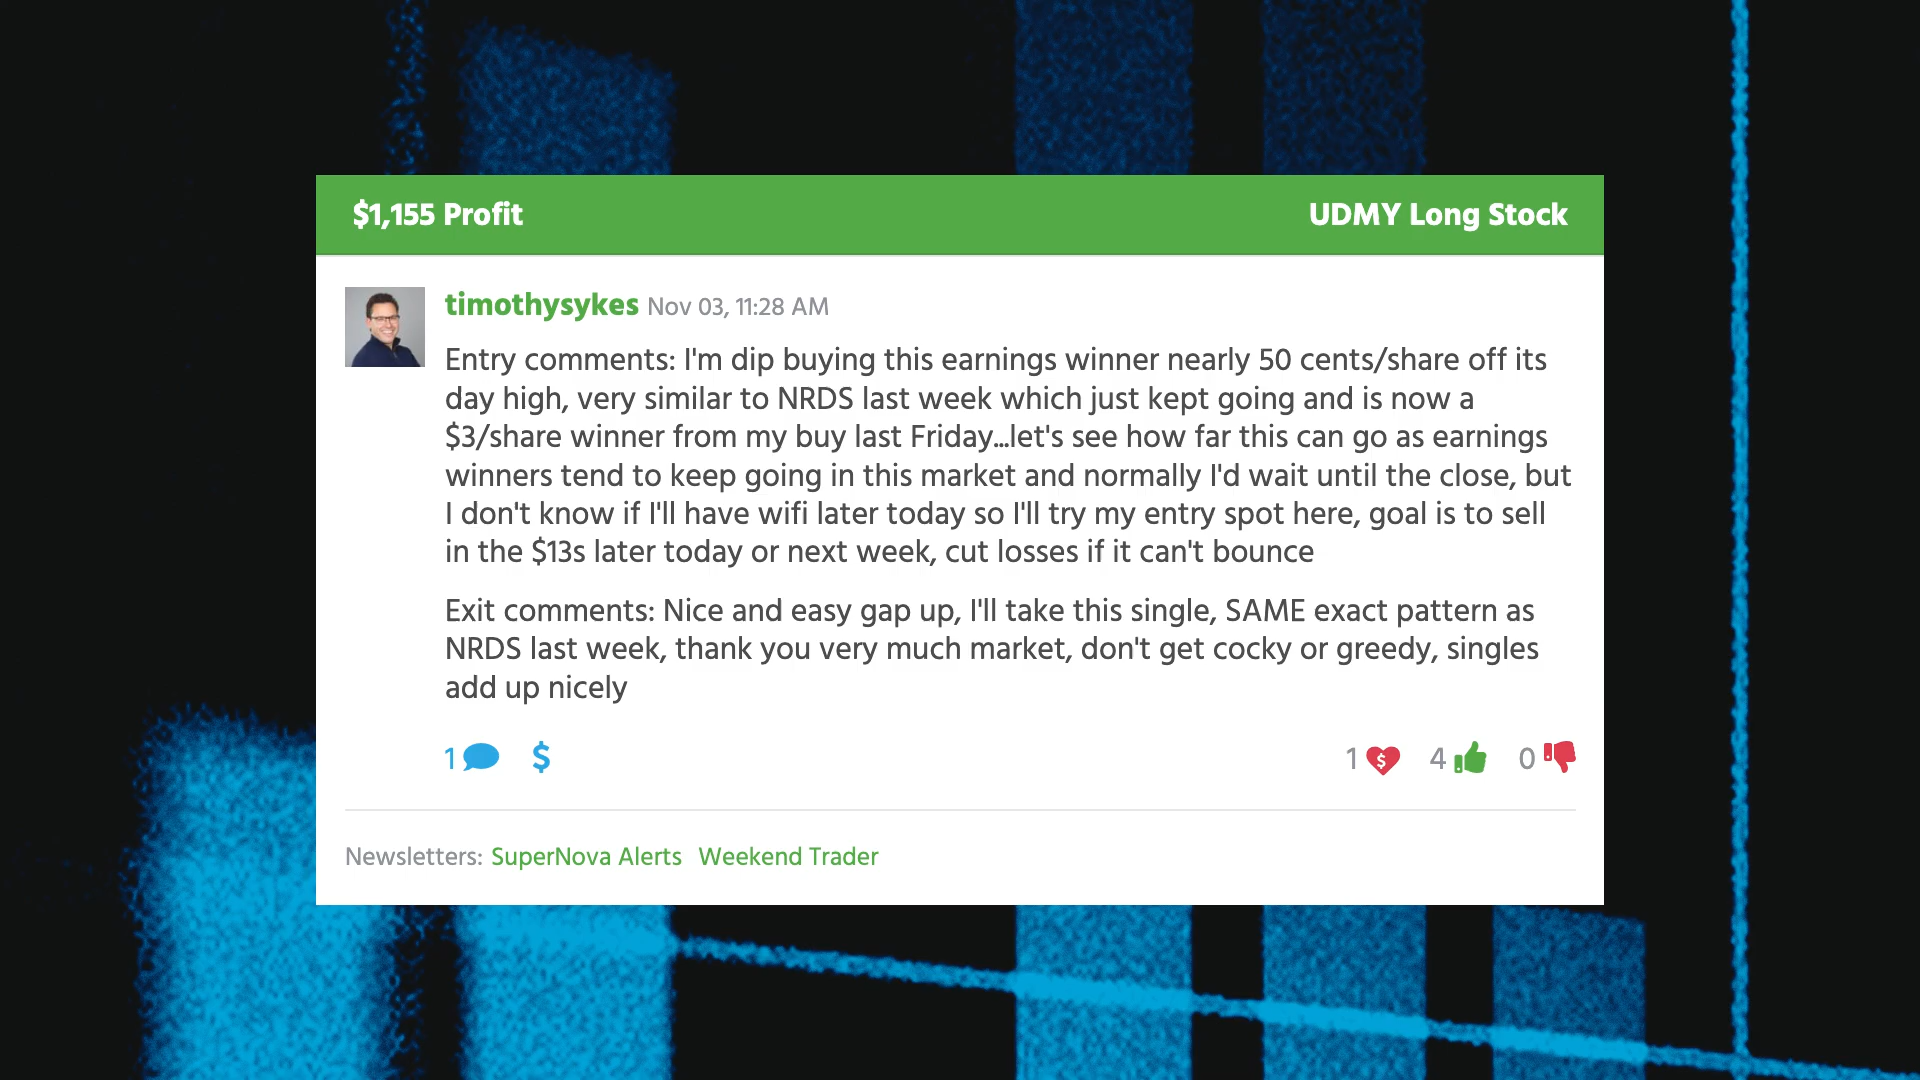 $1,155 Profit
UDMY Long Stock
timothysykes Nov 03, 11:28 AM
Entry comments: I'm dip buying this earnings winner nearly 50 cents/share off its
day high, very similar to NRDS last week which just kept going and is now a
$3/share winner from my buy last Friday...let's see how far this can go as earnings
winners tend to keep going in this market and normally I'd wait until the close, but
I don't know if I'll have wifi later today so I'll try my entry spot here, goal is to sell
in the $13s later today or next week, cut losses if it can't bounce
Exit comments: Nice and easy gap up, I'll take this single, SAME exact pattern as
NRDS last week, thank you very much market, don't get cocky or greedy, singles
add up nicely
1 $ 1 $ 4 0
Newsletters: SuperNova Alerts Weekend Trader